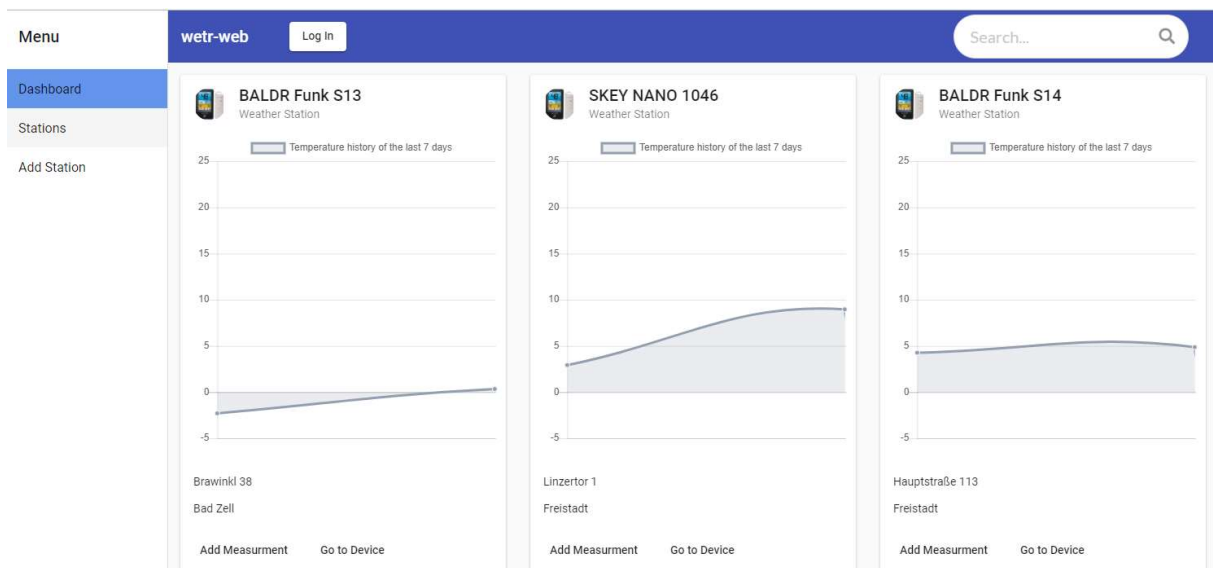 Menu
Dashboard
Stations
Add Station
wetr-web
Log In
Search...
BALDR Funk S13
Weather Station
Temperature history of the last 7 days
25
20
15
10
5
0
-5
Brawinkl 38
Bad Zell
Add Measurment Go to Device
SKEY NANO 1046
Weather Station
Temperature history of the last 7 days
25
20
15
10
5
0
-5
Linzertor 1
Freistadt
Add Measurment Go to Device
BALDR Funk S14
Weather Station
Temperature history of the last 7 days
25
20
15
10
5
0
-5
Hauptstraße 113
Freistadt
Add Measurment Go to Device